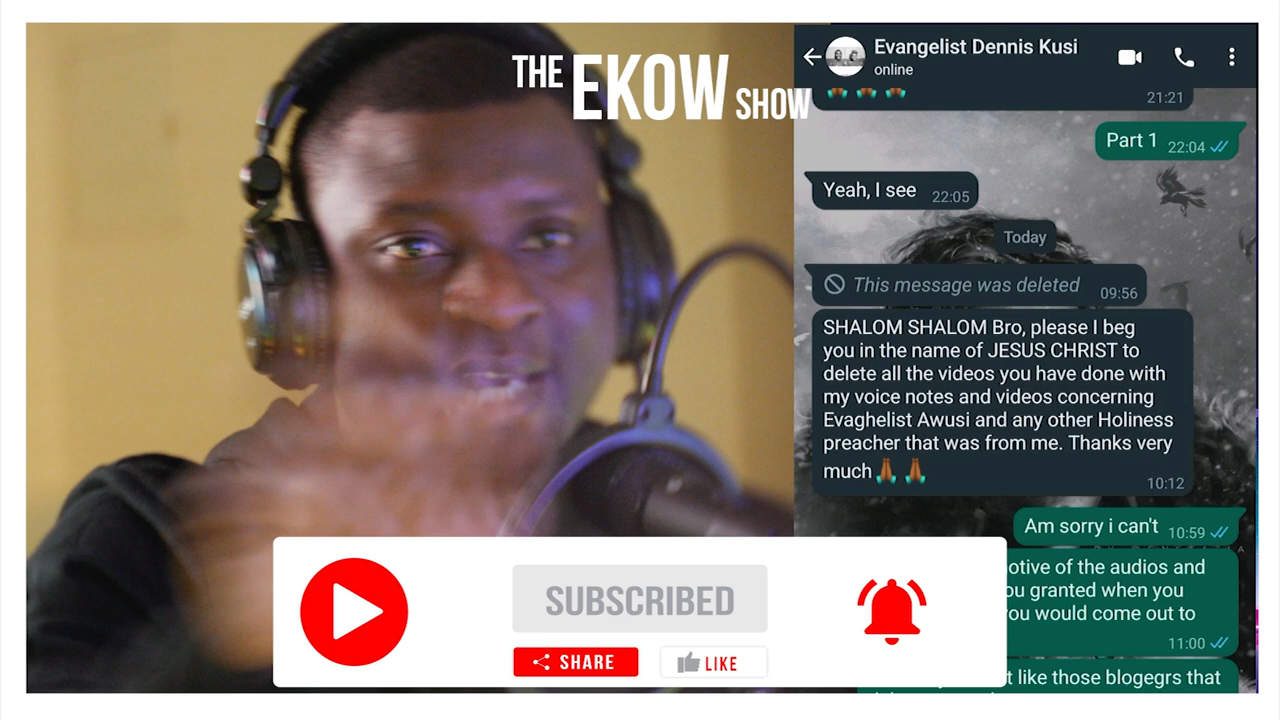 THE EKOW SHOW
Evangelist Dennis Kusi
online
21:21
Part 1 22:04
Yeah, I see 22:05
Today
This message was deleted 09:56
SHALOM SHALOM Bro, please I beg
you in the name of JESUS CHRIST to
delete all the videos you have done with
my voice notes and videos concerning
Evaghelist Awusi and any other Holiness
preacher that was from me. Thanks very
much
10:12
Am sorry i can't 10:59
otive of the audios and
ou granted when you
ou would come out to
11:00
t like those blogegrs that
SUBSCRIBED
SHARE
LIKE